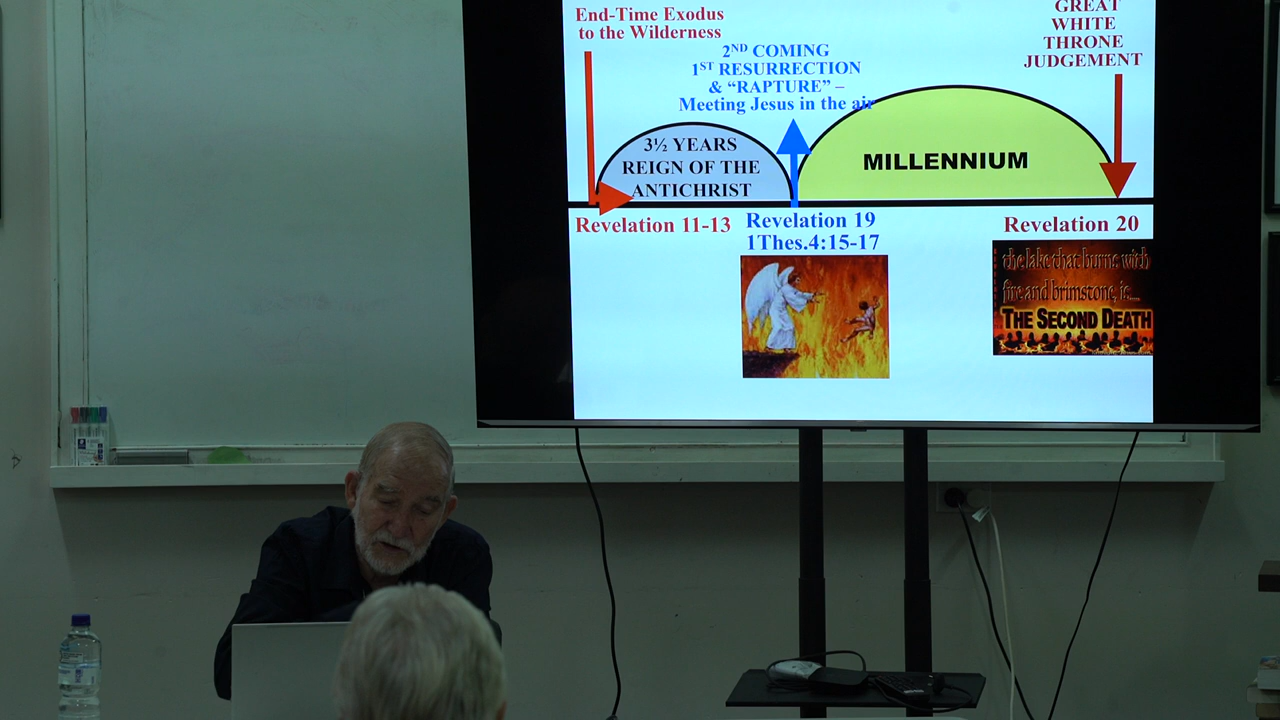 End-Time Exodus
to the Wilderness
2ND COMING
1ST RESURRECTION
& “RAPTURE” –
Meeting Jesus in the air
GREAT
WHITE
THRONE
JUDGEMENT
3½ YEARS
REIGN OF THE
ANTICHRIST
MILLENNIUM
Revelation 11-13
Revelation 19
1Thes.4:15-17
Revelation 20
the lake that burns with
fire and brimstone, is...
THE SECOND DEATH